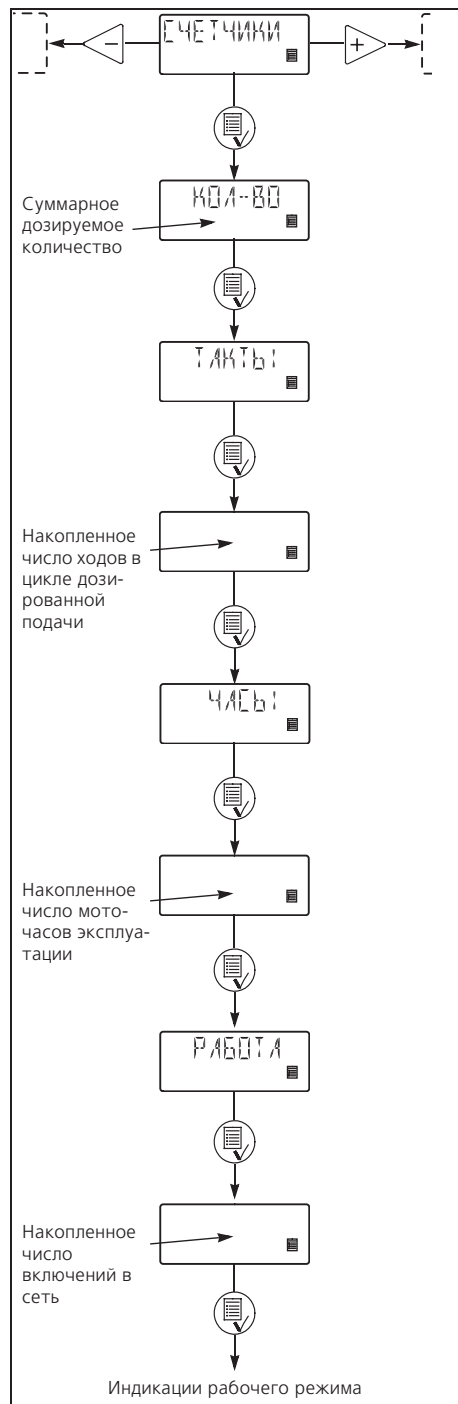 СЧЕТЧИКИ
КОЛ-ВО
Суммарное
дозируемое
количество
ТАКТЫ
Накопленное
число ходов в
цикле дози-
рованной
подачи
ЧАСЫ
Накопленное
число мото-
часов эксплуа-
тации
РАБОТА
Накопленное
число
включений в
сеть
Индикации рабочего режима